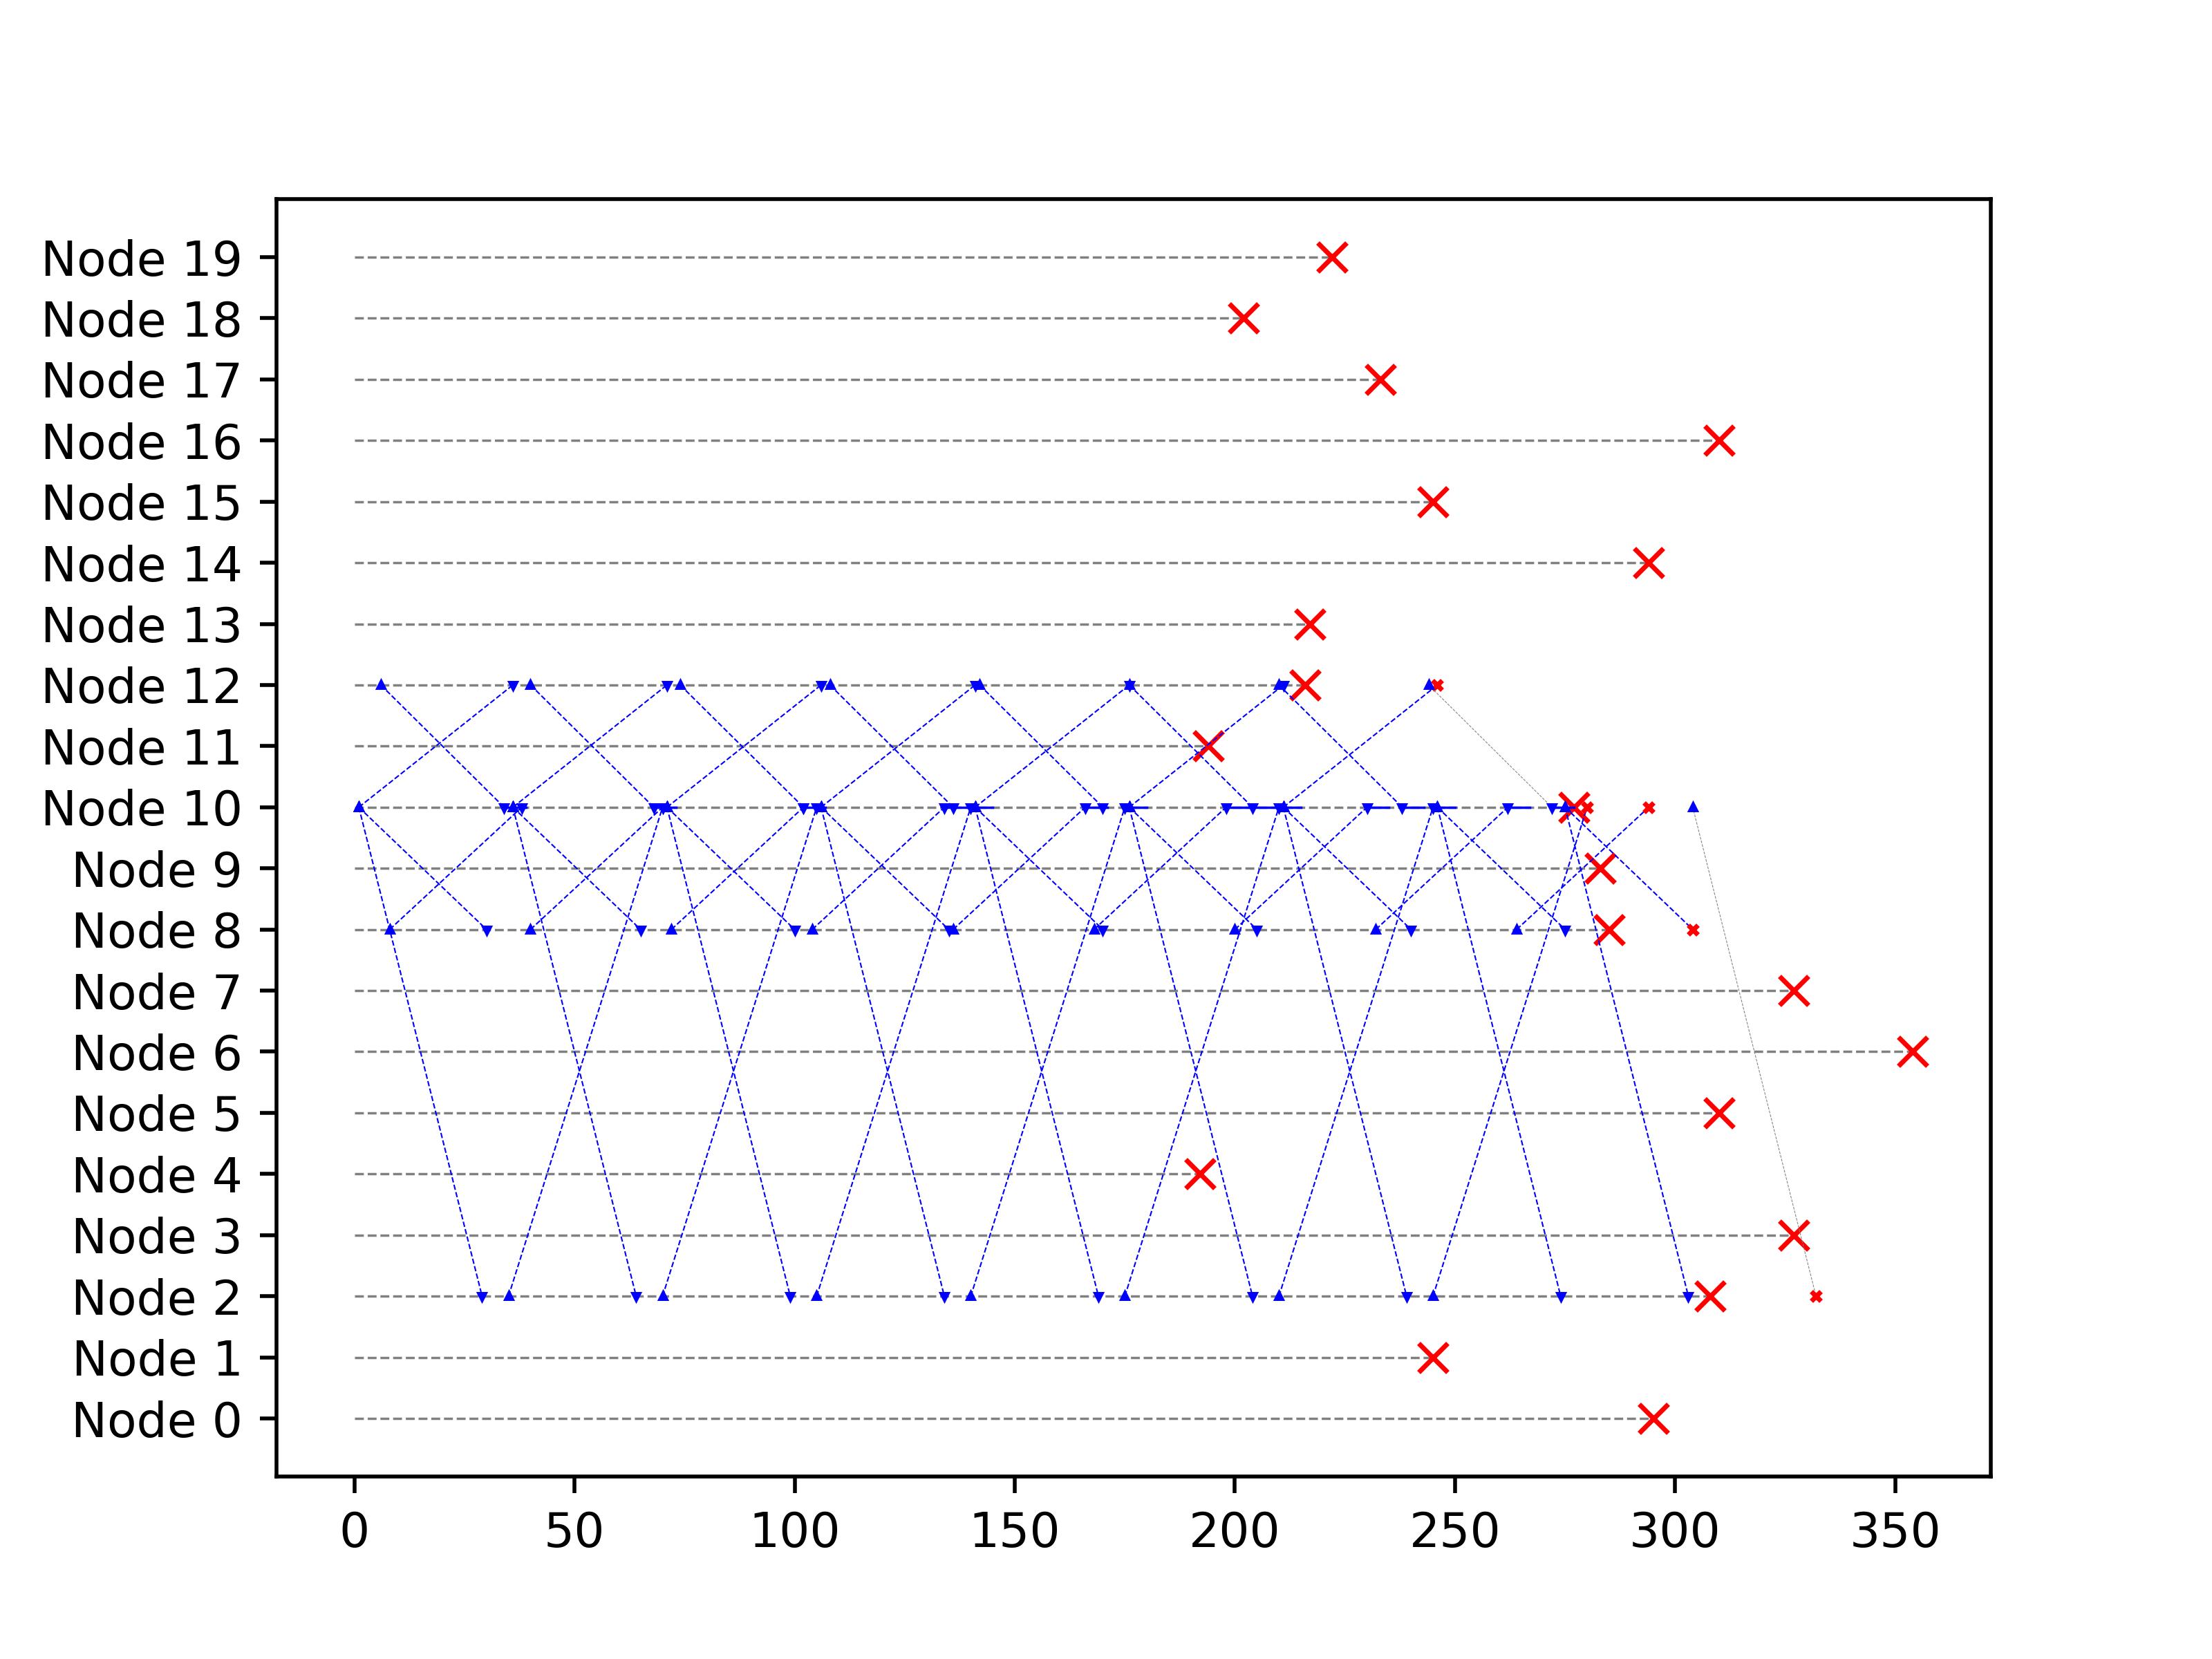 Node 19
Node 18
Node 17
Node 16
Node 15
Node 14
Node 13
Node 12
Node 11
Node 10
Node 9
Node 8
Node 7
Node 6
Node 5
Node 4
Node 3
Node 2
Node 1
Node 0
0 50 100 150 200 250 300 350